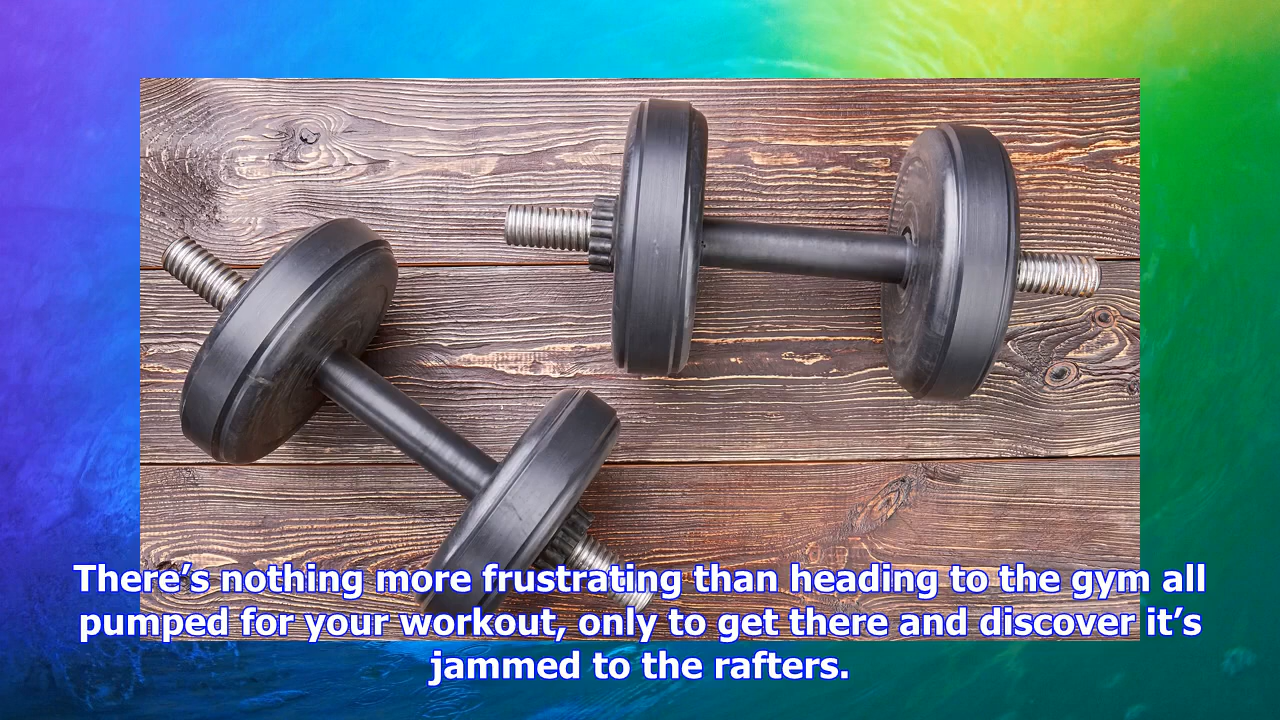 There’s nothing more frustrating than heading to the gym all
pumped for your workout, only to get there and discover it’s
jammed to the rafters.